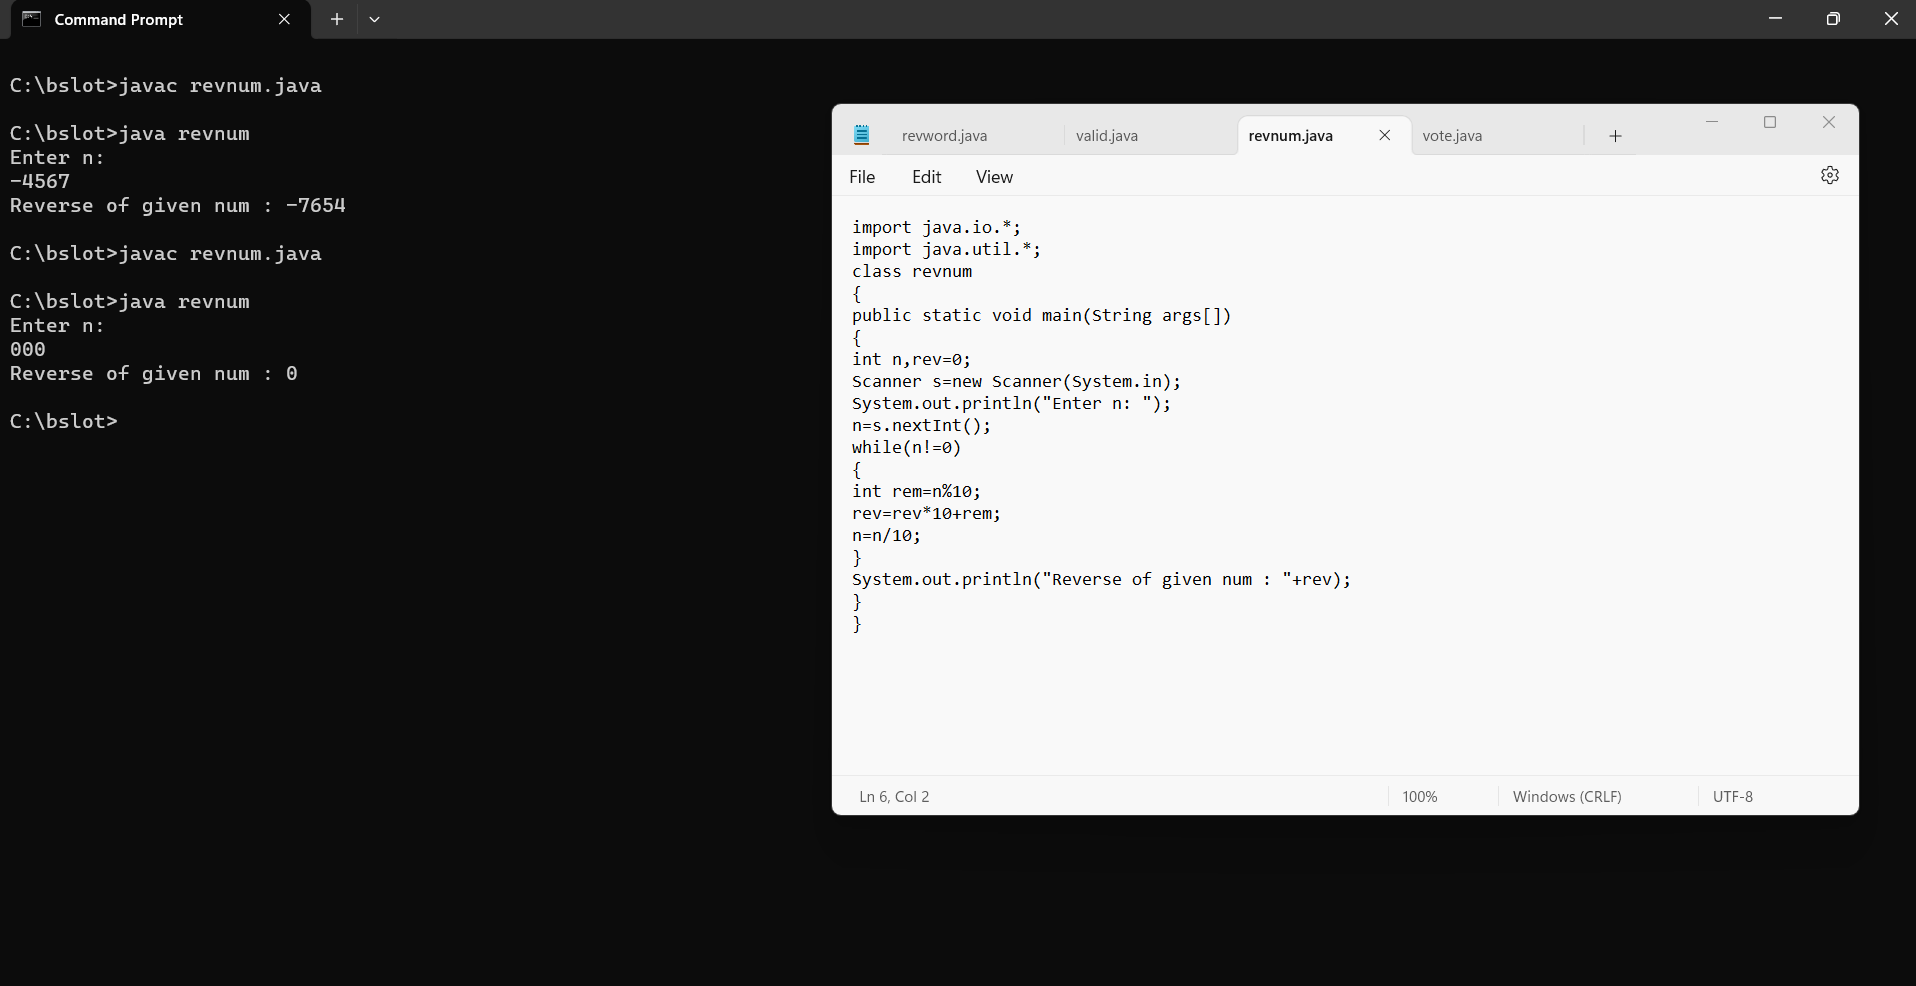 Command Prompt
C:\bslot>javac revnum.java
C:\bslot>java revnum
Enter n:
-4567
Reverse of given num : -7654
C:\bslot>javac revnum.java
C:\bslot>java revnum
Enter n:
000
Reverse of given num : 0
C:\bslot>
revword.java valid.java revnum.java vote.java
File Edit View
import java.io.*;
import java.util.*;
class revnum
{
public static void main(String args[])
{
int n,rev=0;
Scanner s=new Scanner(System.in);
System.out.println("Enter n: ");
n=s.nextInt();
while(n!=0)
{
int rem=n%10;
rev=rev*10+rem;
n=n/10;
}
System.out.println("Reverse of given num : "+rev);
}
}
Ln 6, Col 2 100% Windows (CRLF) UTF-8